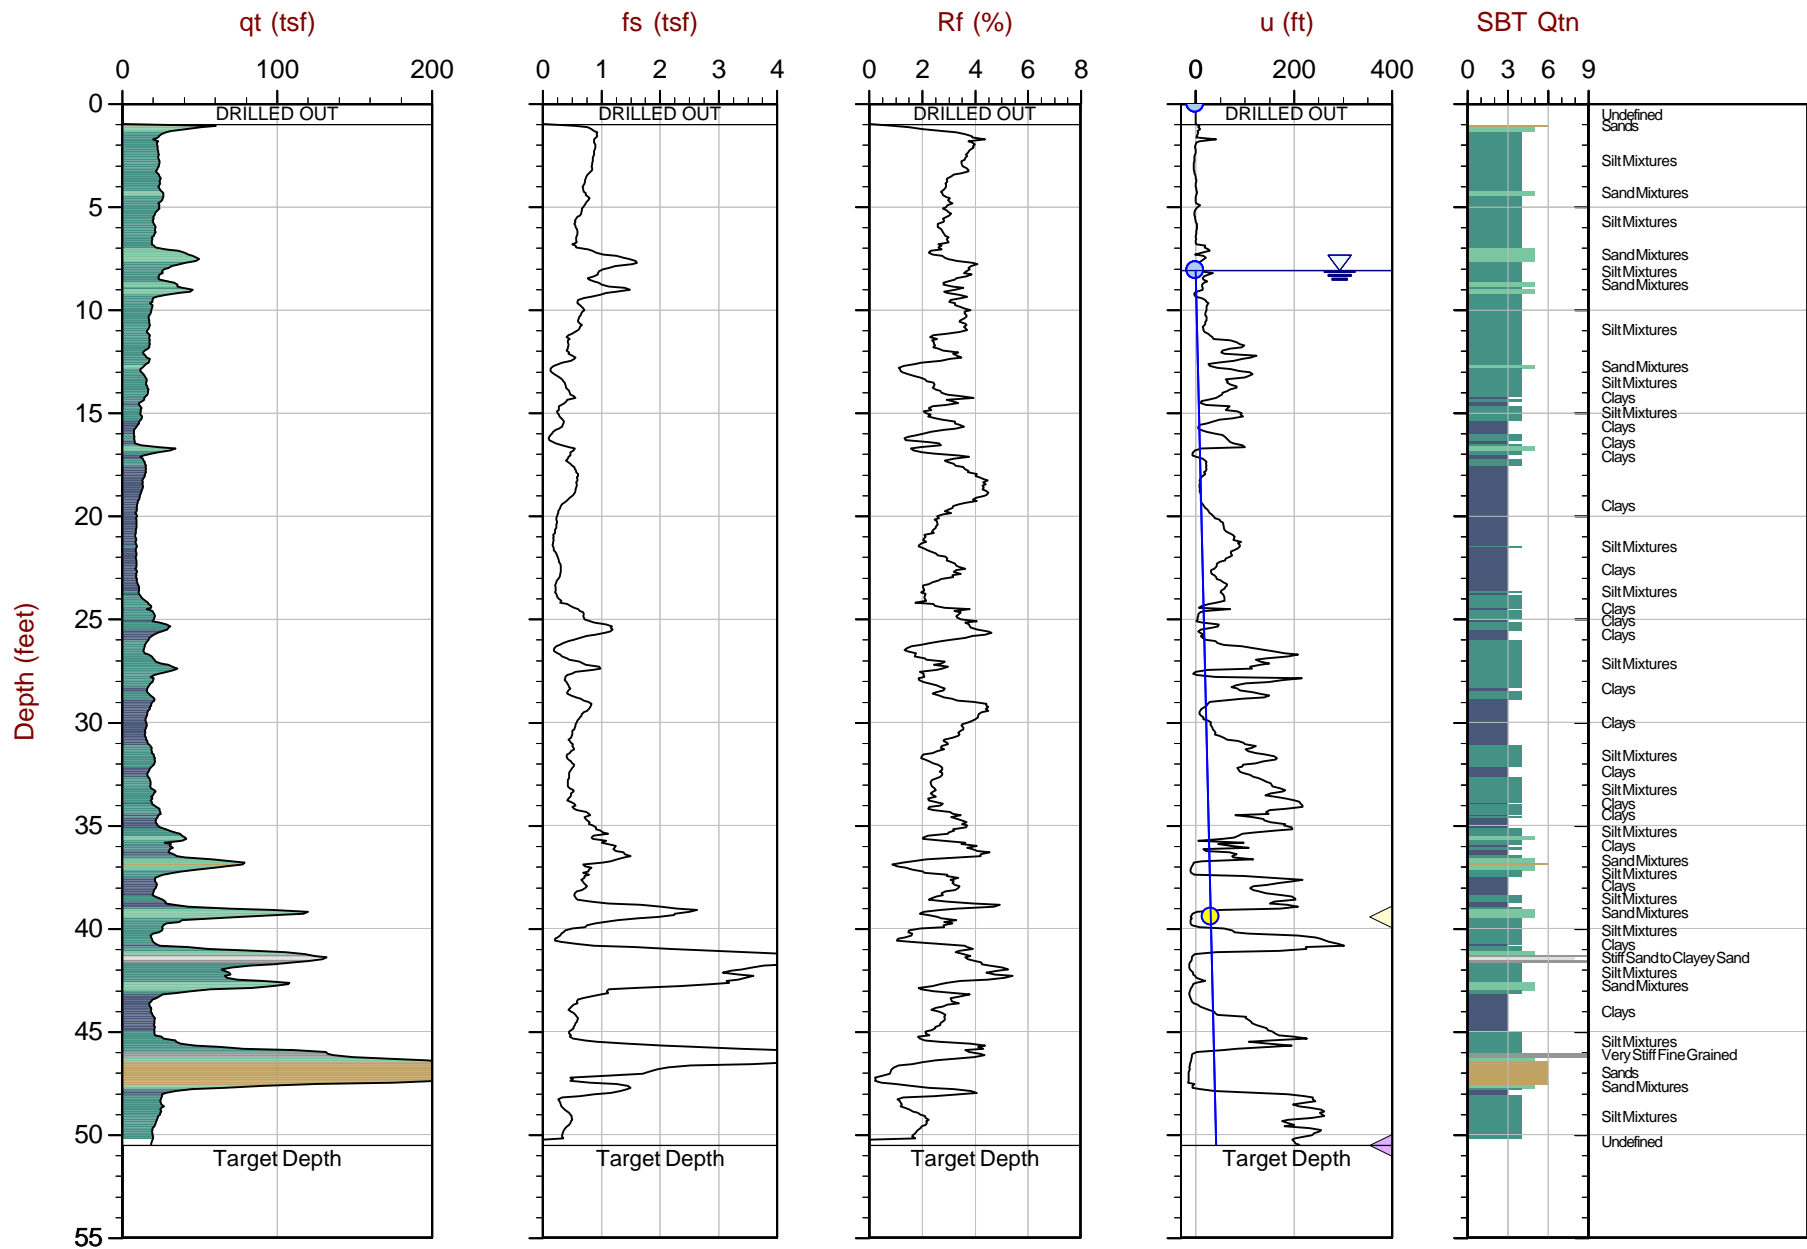 qt (tsf) fs (tsf) Rf (%) u (ft) SBT Qtn
0 100 200 0 1 2 3 4 0 2 4 6 8 0 200 400 0 3 6 9
0
DRILLED OUT DRILLED OUT DRILLED OUT DRILLED OUT
Undefined
Sands
Silt Mixtures
Sand Mixtures
5
Silt Mixtures
Sand Mixtures
Silt Mixtures
Sand Mixtures
10
Silt Mixtures
Sand Mixtures
Silt Mixtures
Clays
15
Silt Mixtures
Clays
Clays
Clays
Clays
20
Silt Mixtures
Clays
Silt Mixtures
Clays
25
Clays
Clays
Silt Mixtures
Clays
Depth (feet)
30
Clays
Silt Mixtures
Clays
Silt Mixtures
Clays
Clays
35
Silt Mixtures
Clays
Sand Mixtures
Silt Mixtures
Clays
Silt Mixtures
Sand Mixtures
40
Silt Mixtures
Clays
Stiff Sand to Clayey Sand
Silt Mixtures
Sand Mixtures
Clays
45
Silt Mixtures
Very Stiff Fine Grained
Sands
Sand Mixtures
Silt Mixtures
50
Undefined
Target Depth Target Depth Target Depth Target Depth
55